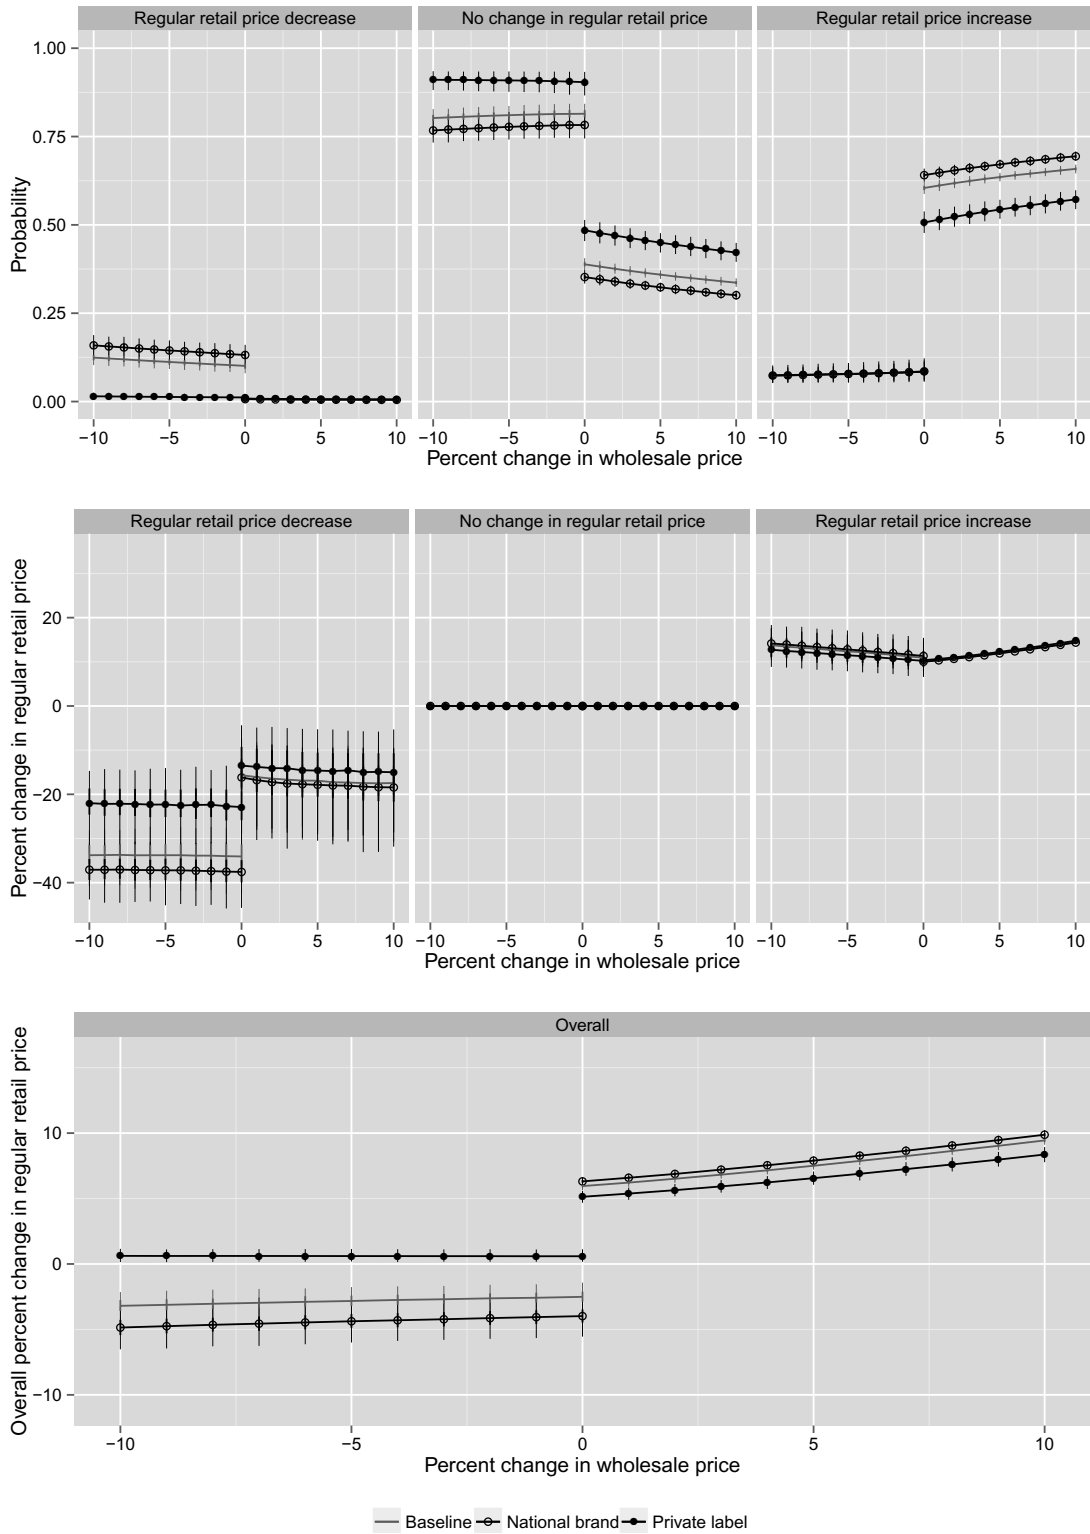 Regular retail price decrease No change in regular retail price Regular retail price increase
Probability
1.00
0.75
0.50
0.25
0.00
−10 −5 0 5 10 −10 −5 0 5 10 −10 −5 0 5 10
Percent change in wholesale price
Regular retail price decrease No change in regular retail price Regular retail price increase
Percent change in regular retail price
20
0
−20
−40
−10 −5 0 5 10 −10 −5 0 5 10 −10 −5 0 5 10
Percent change in wholesale price
Overall
Overall percent change in regular retail price
10
0
−10
−10 −5 0 5 10
Percent change in wholesale price
Baseline National brand Private label